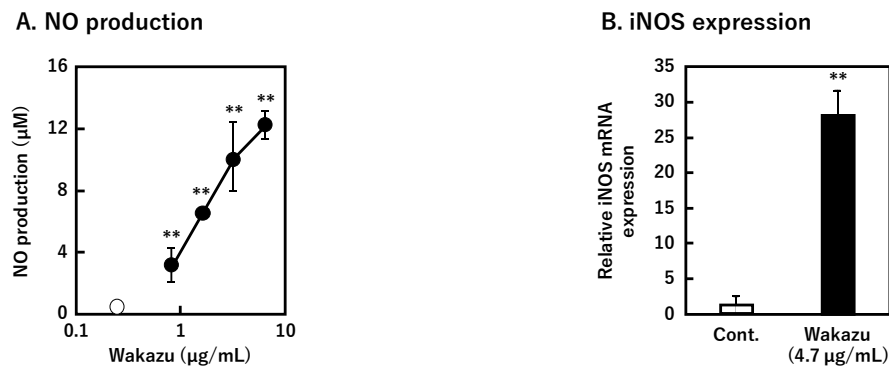 A. NO production
16
12
8
4
0
NO production (μM)
**
**
**
**
0.1
1
10
Wakazu (μg/mL)
B. iNOS expression
35
30
25
20
15
10
5
0
Relative iNOS mRNA
expression
**
Cont.
Wakazu
(4.7 μg/mL)